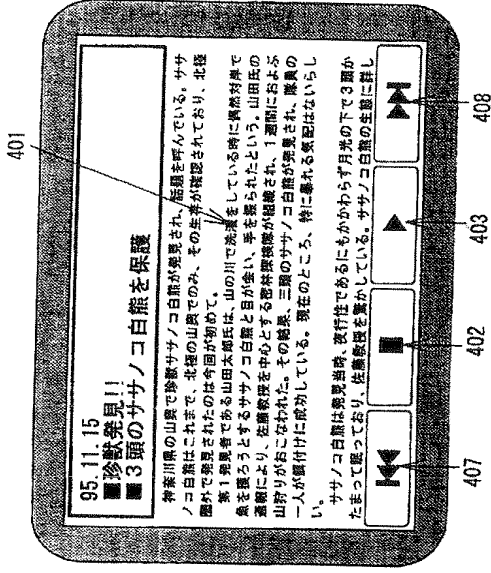 401
95.11.15
■珍獣発見!!
■3頭のササノコ白熊を保護
神奈川県の山奥で珍獣ササノコ白熊が発見され、話題を呼んでいる。ササ
ノコ白熊はこれまで、北極の山奥でのみ、その生存が確認されており、北極
圏外で発見されたのは今回が初めて。
第1発見者である山田太郎氏は、山の川で洗濯をしている時に偶然対岸で
魚を獲ろうとするササノコ白熊と目が会い、手を振られたという。山田氏の
通報により、佐藤教授を中心とする密林探検隊が組織され、1週間におよぶ
山狩りがおこなわれた。その結果、三頭のササノコ白熊が発見され、隊員の
一人が餌付けに成功している。現在のところ、特に暴れる気配はないらし
い。
ササノコ白熊は発見当時、夜行性であるにもかかわらず月光の下で3頭か
たまって眠っており、佐藤教授を驚かしている。ササノコ白熊の生態に詳し
407 402 403 408